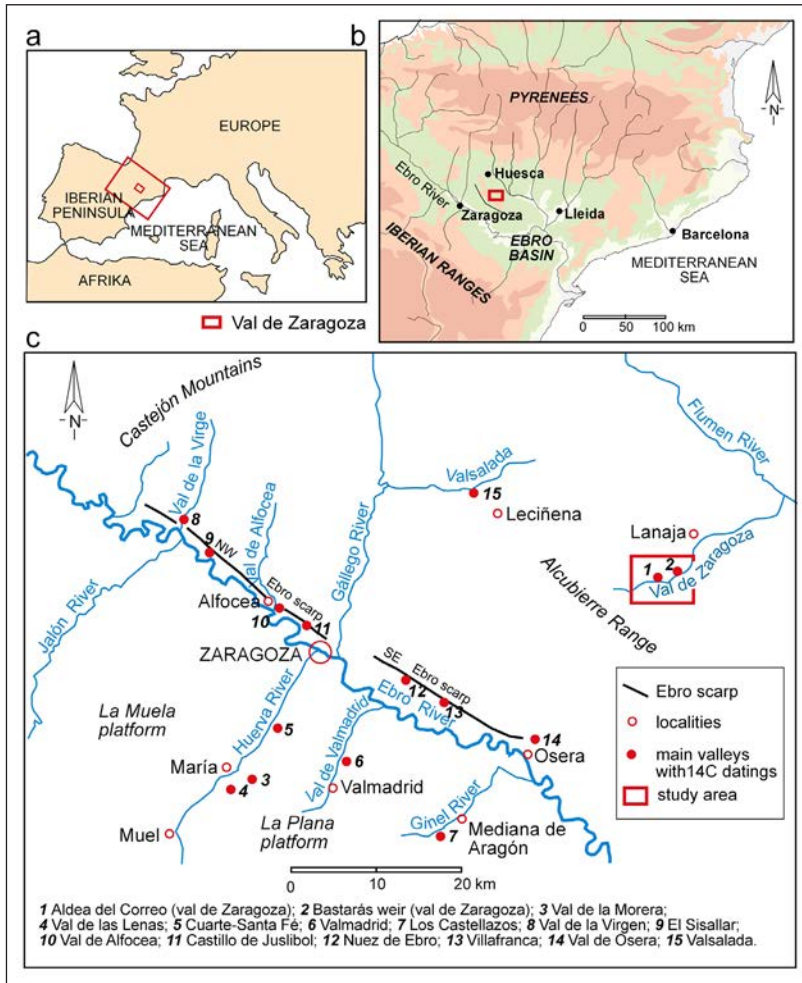 a
EUROPE
IBERIAN
PENINSULA
MEDITERRANEAN
SEA
AFRIKA
Val de Zaragoza
b
N
PYRENEES
Ebro River
Huesca
Zaragoza
Lleida
EBRO
BASIN
Barcelona
IBERIAN RANGES
MEDITERRANEAN
SEA
0 50 100 km
c
N
Castejón Mountains
Val de la Virge
Val de Alfocea
Gállego River
Valsalada
15
Leciñena
Flumen River
Lanaja
1
2
Val de Zaragoza
Alcubierre Range
8
9
NW
Ebro scarp
Alfocea
10
11
Jalón River
ZARAGOZA
SE
Ebro scarp
12
13
Ebro River
14
Osera
La Muela
platform
Huerva River
5
Val de Valmadrid
6
Valmadrid
María
3
4
Muel
La Plana
platform
Ginel River
7
Mediana de
Aragón
Ebro scarp
localities
main valleys
with14C datings
study area
0 10 20 km
1 Aldea del Correo (val de Zaragoza); 2 Bastarás weir (val de Zaragoza); 3 Val de la Morera;
4 Val de las Lenas; 5 Cuarte-Santa Fé; 6 Valmadrid; 7 Los Castellazos; 8 Val de la Virgen; 9 El Sisallar;
10 Val de Alfocea; 11 Castillo de Juslibol; 12 Nuez de Ebro; 13 Villafranca; 14 Val de Osera; 15 Valsalada.